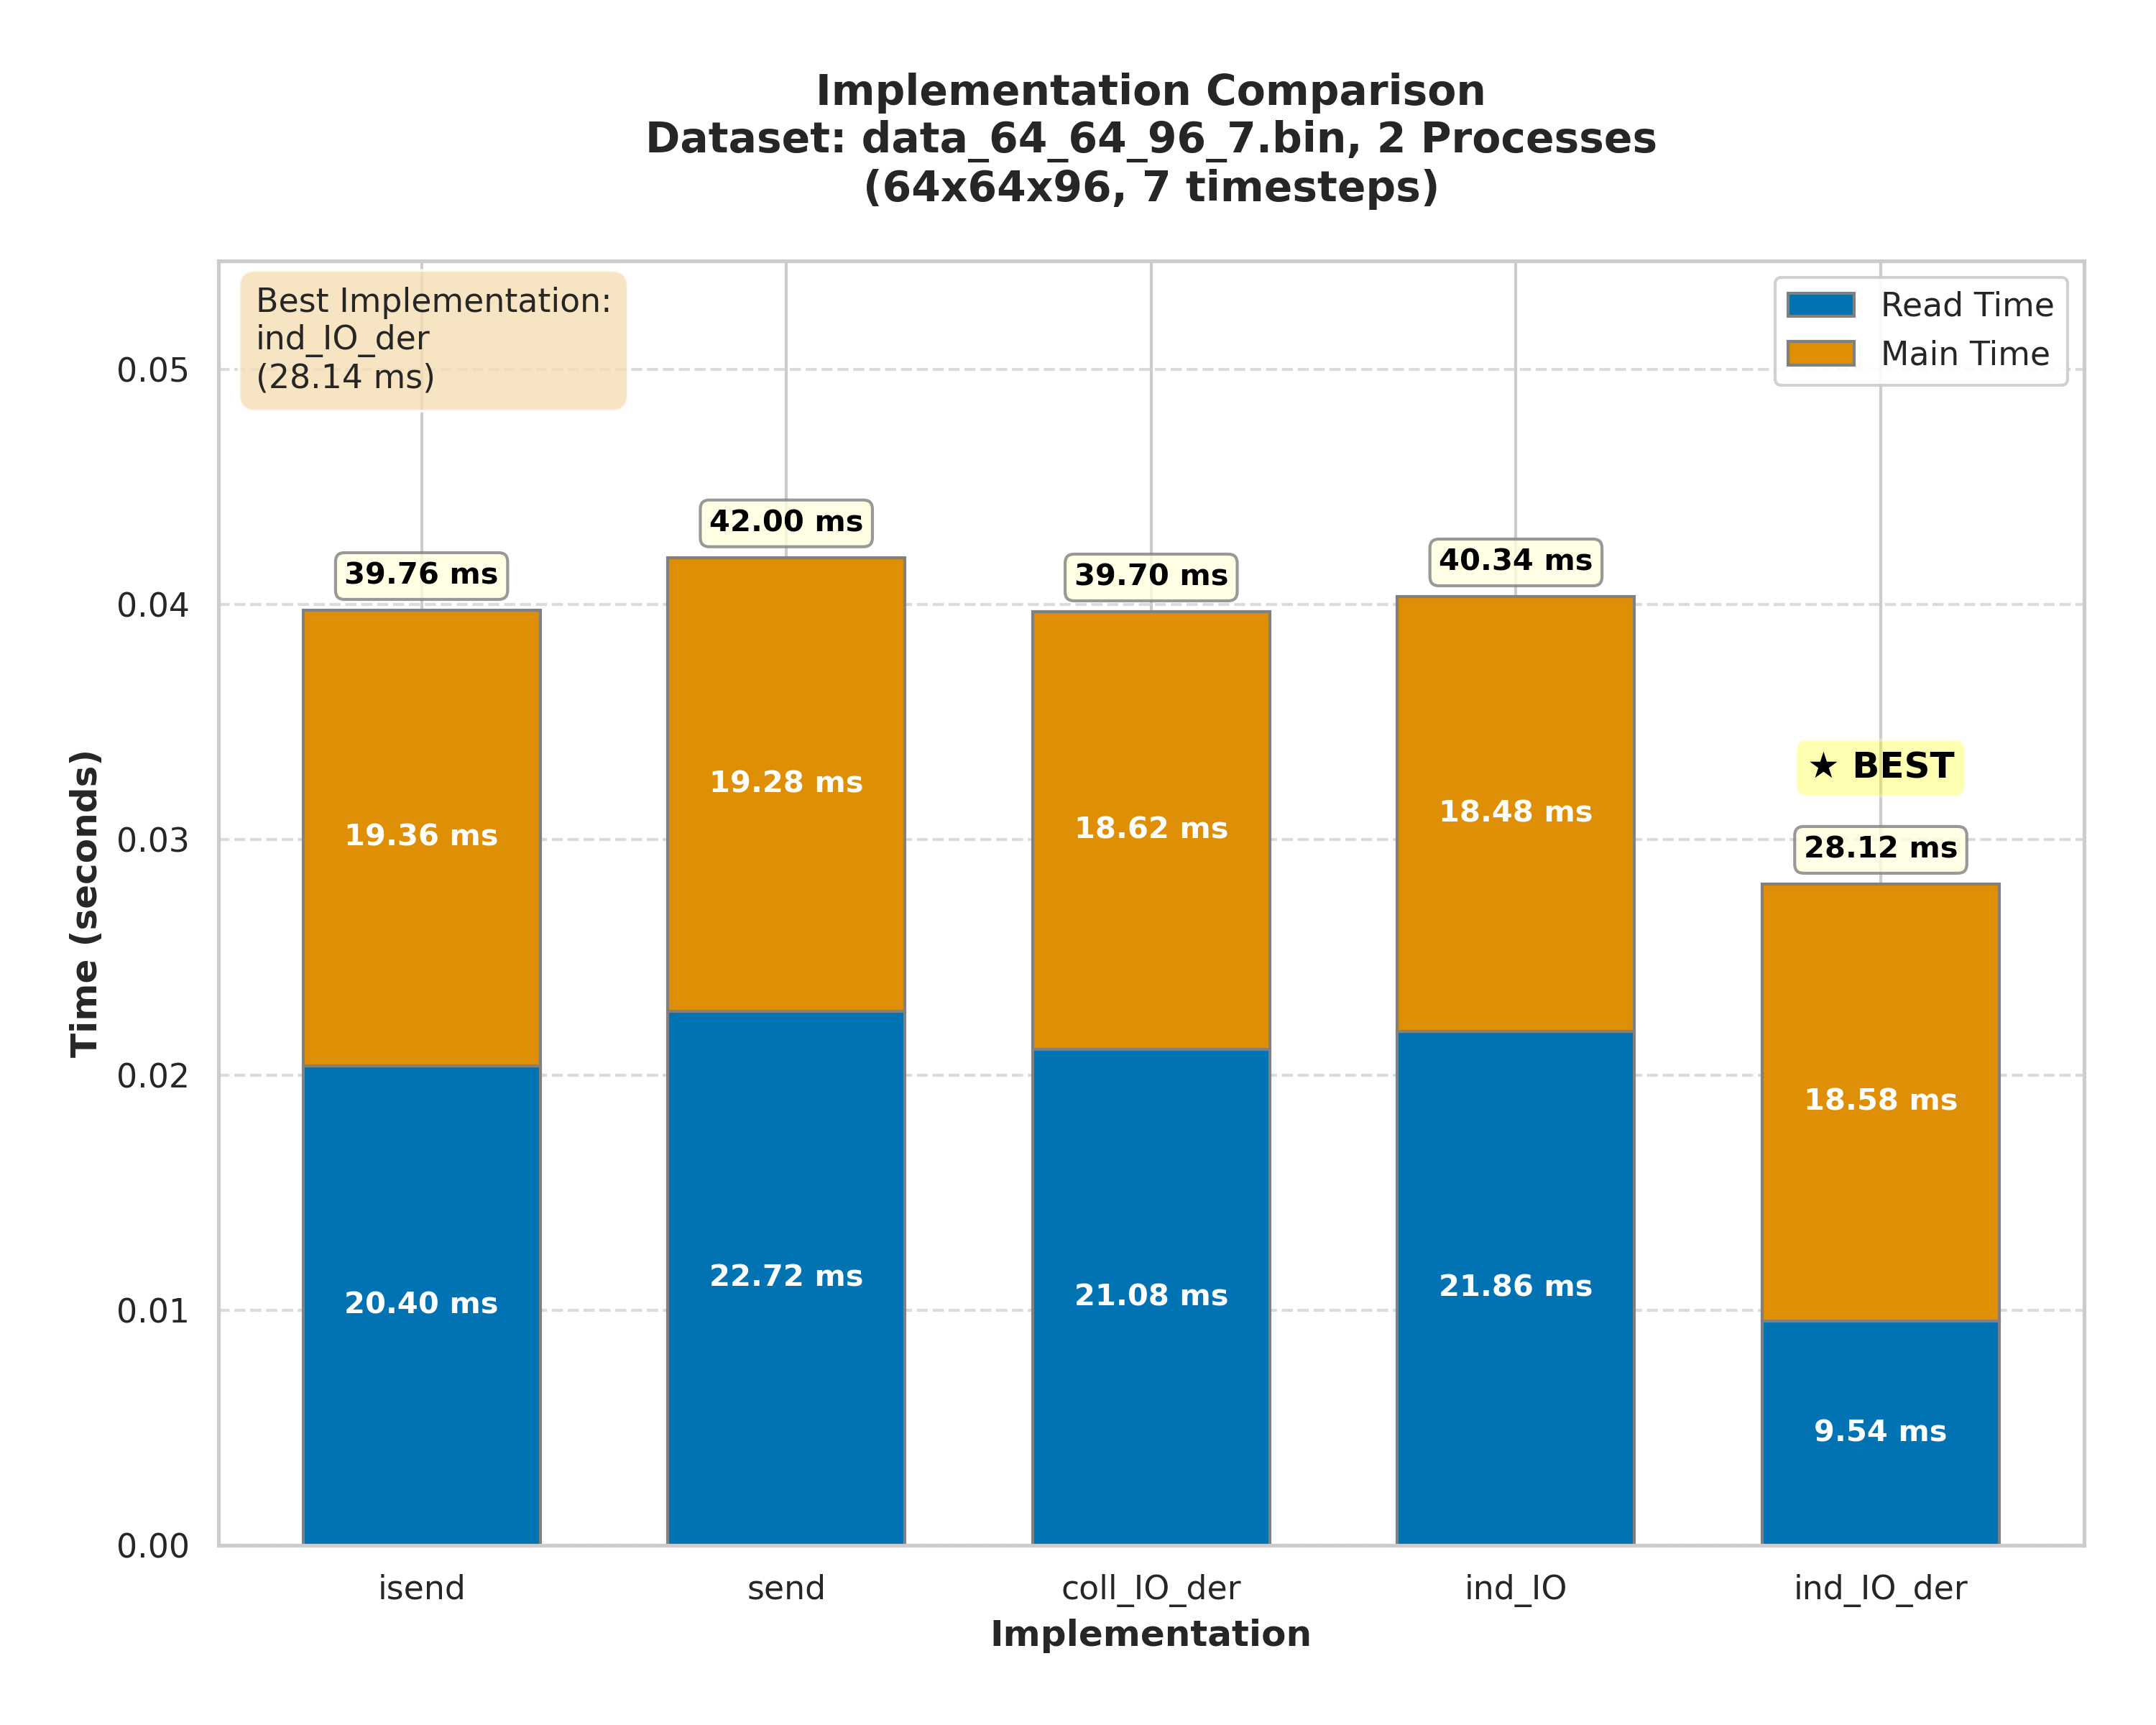 Implementation Comparison
Dataset: data_64_64_96_7.bin, 2 Processes
(64x64x96, 7 timesteps)
Best Implementation:
ind_IO_der
(28.14 ms)
Read Time
Main Time
Time (seconds)
0.05
0.04
0.03
0.02
0.01
0.00
39.76 ms
42.00 ms
39.70 ms
40.34 ms
★ BEST
28.12 ms
19.36 ms
19.28 ms
18.62 ms
18.48 ms
18.58 ms
20.40 ms
22.72 ms
21.08 ms
21.86 ms
9.54 ms
isend
send
coll_IO_der
ind_IO
ind_IO_der
Implementation